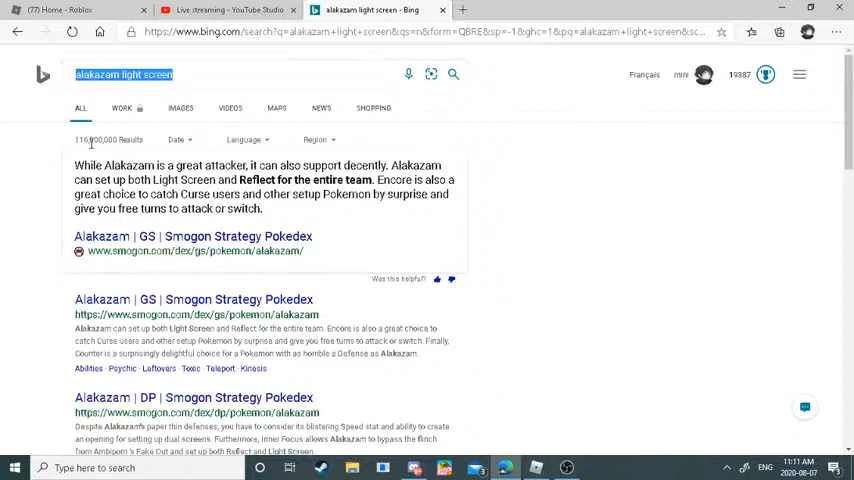 (77) Home - Roblox
Live streaming - YouTube Studio
alakazam light screen - Bing
https://www.bing.com/search?q=alakazam+light+screen&qs=n&form=QBRE&sp=-1&ghc=1&pq=alakazam+light+screen&sc...
alakazam light screen
Français
mini
19387
ALL
WORK
IMAGES
VIDEOS
MAPS
NEWS
SHOPPING
116,900,000 Results
Date
Language
Region
While Alakazam is a great attacker, it can also support decently. Alakazam
can set up both Light Screen and Reflect for the entire team. Encore is also a
great choice to catch Curse users and other setup Pokemon by surprise and
give you free turns to attack or switch.
Alakazam | GS | Smogon Strategy Pokedex
www.smogon.com/dex/gs/pokemon/alakazam/
Was this helpful?
Alakazam | GS | Smogon Strategy Pokedex
https://www.smogon.com/dex/gs/pokemon/alakazam
Alakazam can set up both Light Screen and Reflect for the entire team. Encore is also a great choice to
catch Curse users and other setup Pokemon by surprise and give you free turns to attack or switch. Finally,
Counter is a surprisingly delightful choice for a Pokemon with as horrible a Defense as Alakazam.
Abilities · Psychic · Leftovers · Toxic · Teleport · Kinesis
Alakazam | DP | Smogon Strategy Pokedex
https://www.smogon.com/dex/dp/pokemon/alakazam
Despite Alakazam's paper thin defenses, you have to consider its blistering Speed stat and ability to create
an opening for setting up dual screens. Furthermore, Inner Focus allows Alakazam to bypass the flinch
from Ambipom's Fake Out and set up both Reflect and Light Screen.
Type here to search
3
ENG
11:11 AM
2020-08-07
3